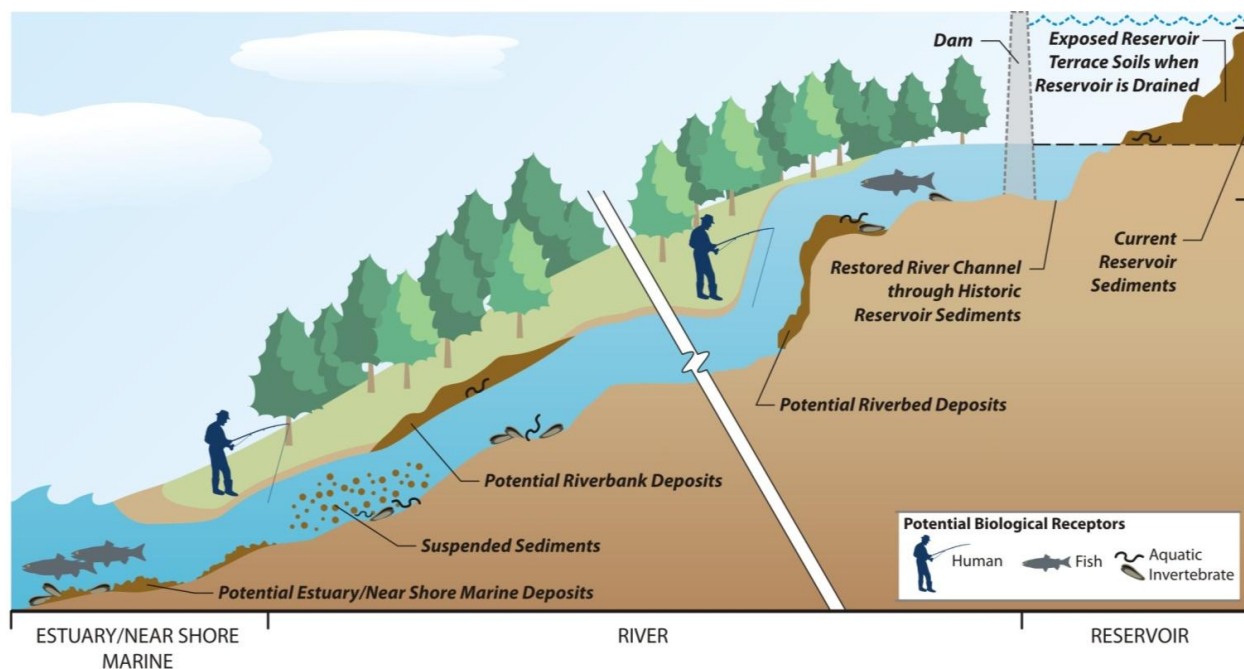 Dam
Exposed Reservoir
Terrace Soils when
Reservoir is Drained
Current
Reservoir
Sediments
Restored River Channel
through Historic
Reservoir Sediments
Potential Riverbed Deposits
Potential Riverbank Deposits
Suspended Sediments
Potential Estuary/Near Shore Marine Deposits
Potential Biological Receptors
Human
Fish
Aquatic
Invertebrate
ESTUARY/NEAR SHORE
MARINE
RIVER
RESERVOIR